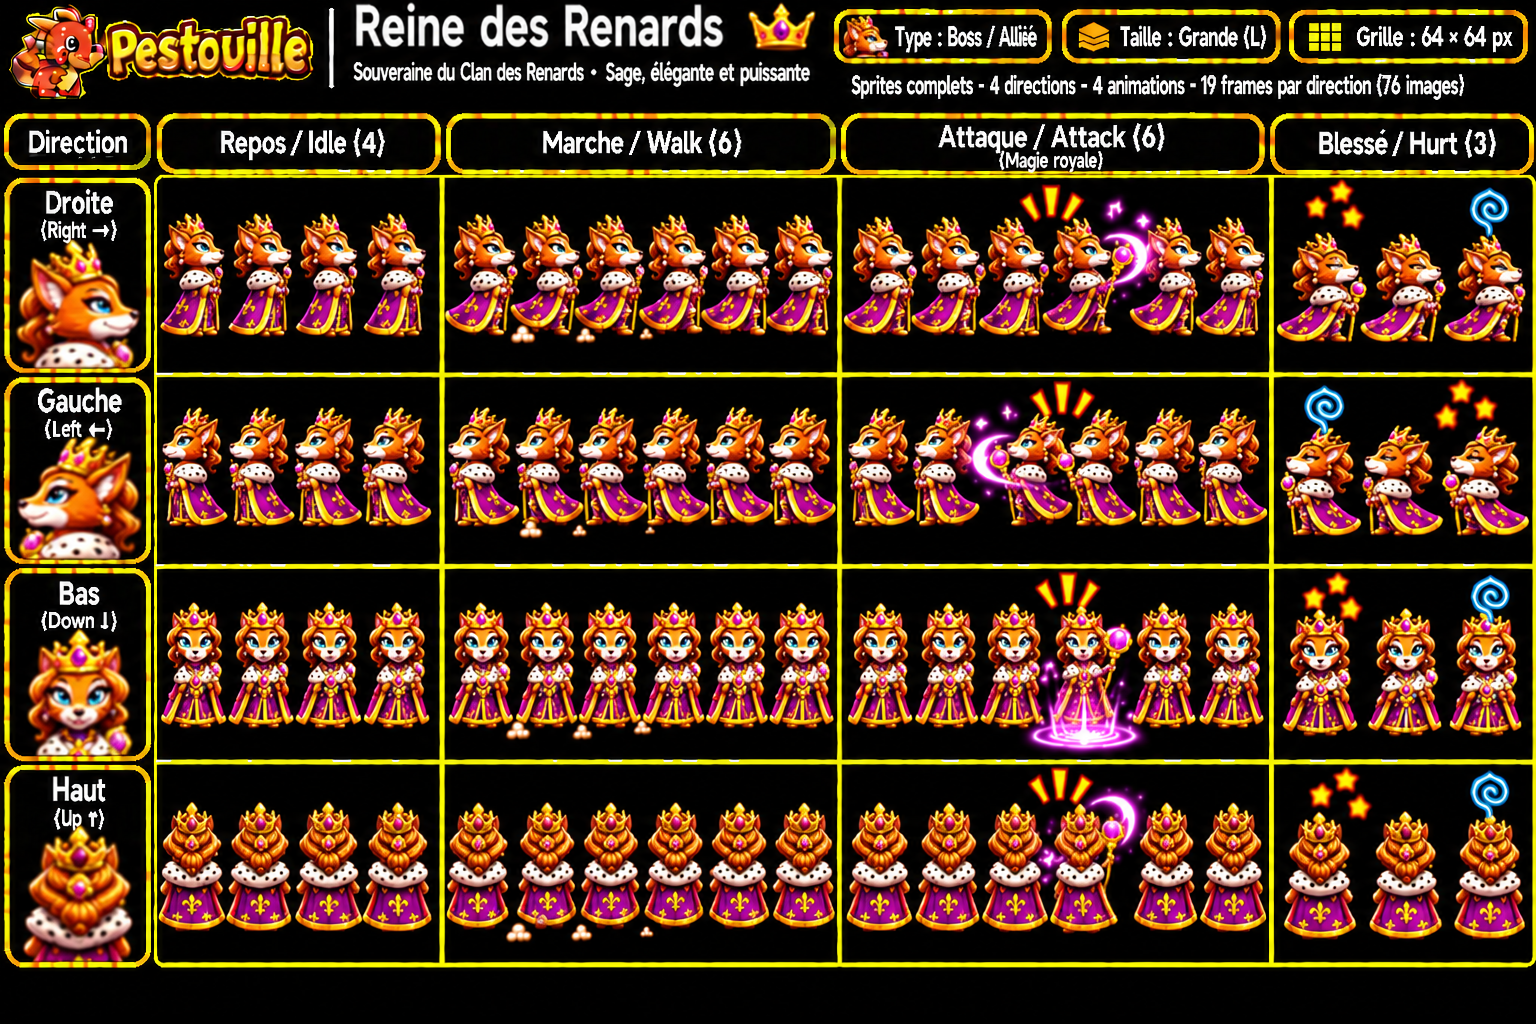 Pestouille
Reine des Renards
Souveraine du Clan des Renards • Sage, élégante et puissante
Type : Boss / Alliée
Taille : Grande (L)
Grille : 64 × 64 px
Sprites complets - 4 directions - 4 animations - 19 frames par direction (76 images)
Direction
Repos / Idle (4)
Marche / Walk (6)
Attaque / Attack (6)
(Magie royale)
Blessé / Hurt (3)
Droite
(Right →)
Gauche
(Left ←)
Bas
(Down ↓)
Haut
(Up ↑)